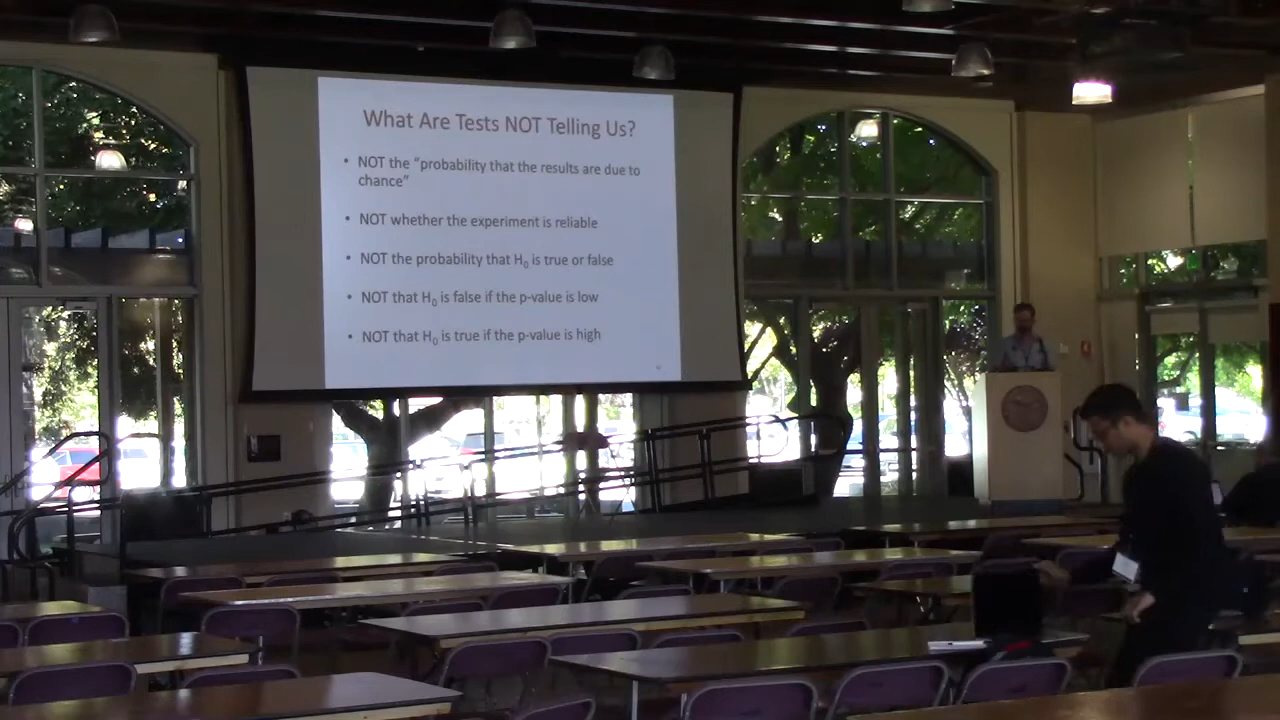 What Are Tests NOT Telling Us?
• NOT the “probability that the results are due to
chance”
• NOT whether the experiment is reliable
• NOT the probability that H₀ is true or false
• NOT that H₀ is false if the p-value is low
• NOT that H₀ is true if the p-value is high